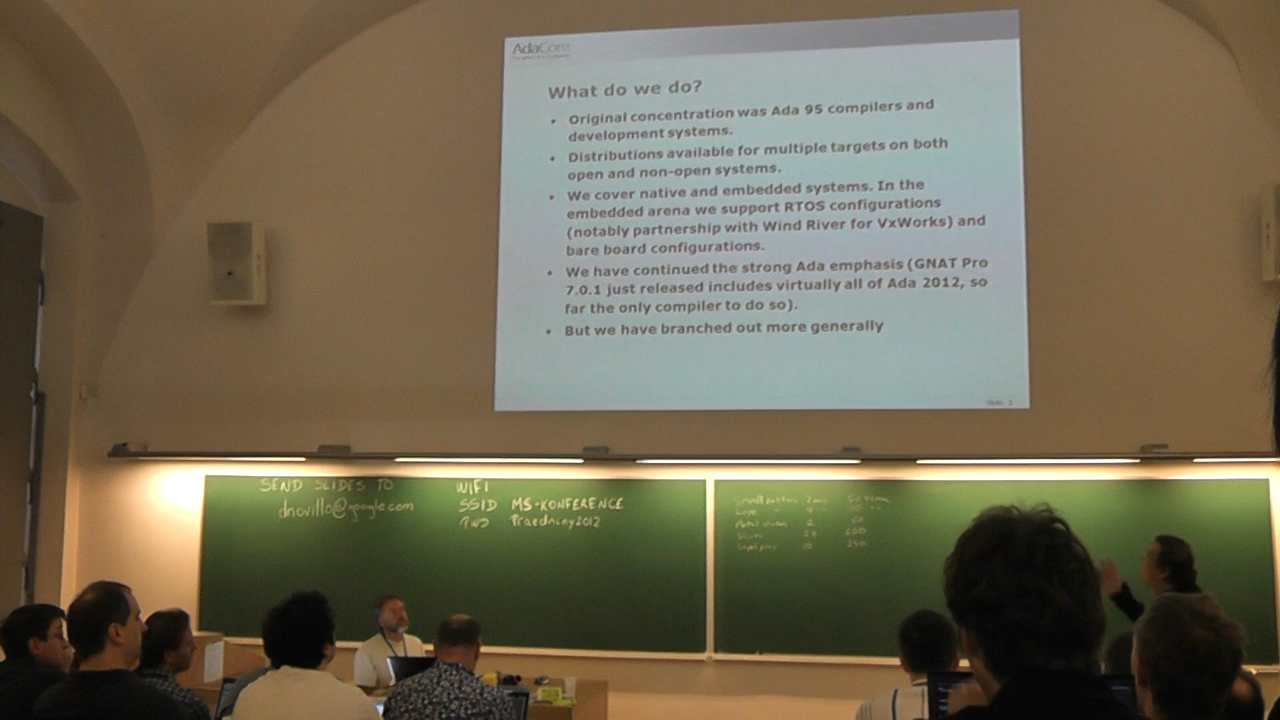 AdaCore
What do we do?
• Original concentration was Ada 95 compilers and
development systems.
• Distributions available for multiple targets on both
open and non-open systems.
• We cover native and embedded systems. In the
embedded arena we support RTOS configurations
(notably partnership with Wind River for VxWorks) and
bare board configurations.
• We have continued the strong Ada emphasis (GNAT Pro
7.0.1 just released includes virtually all of Ada 2012, so
far the only compiler to do so).
• But we have branched out more generally
SEND SLIDES TO
dnovillo@google.com
WIFI
SSID MS-KONFERENCE
PWD Praedniny2012